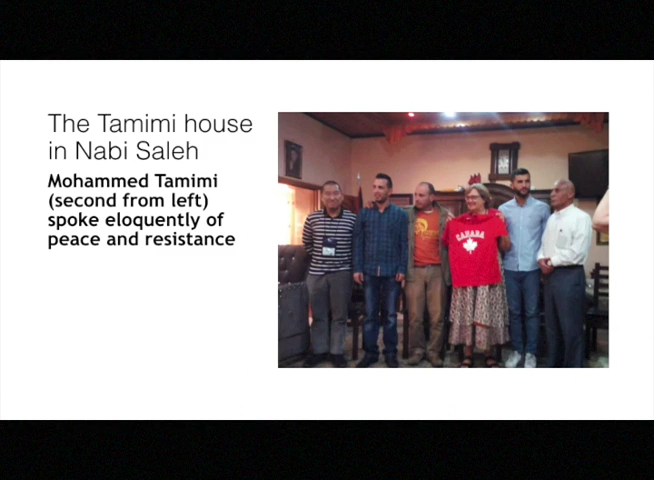 The Tamimi house
in Nabi Saleh
Mohammed Tamimi
(second from left)
spoke eloquently of
peace and resistance
CANADA